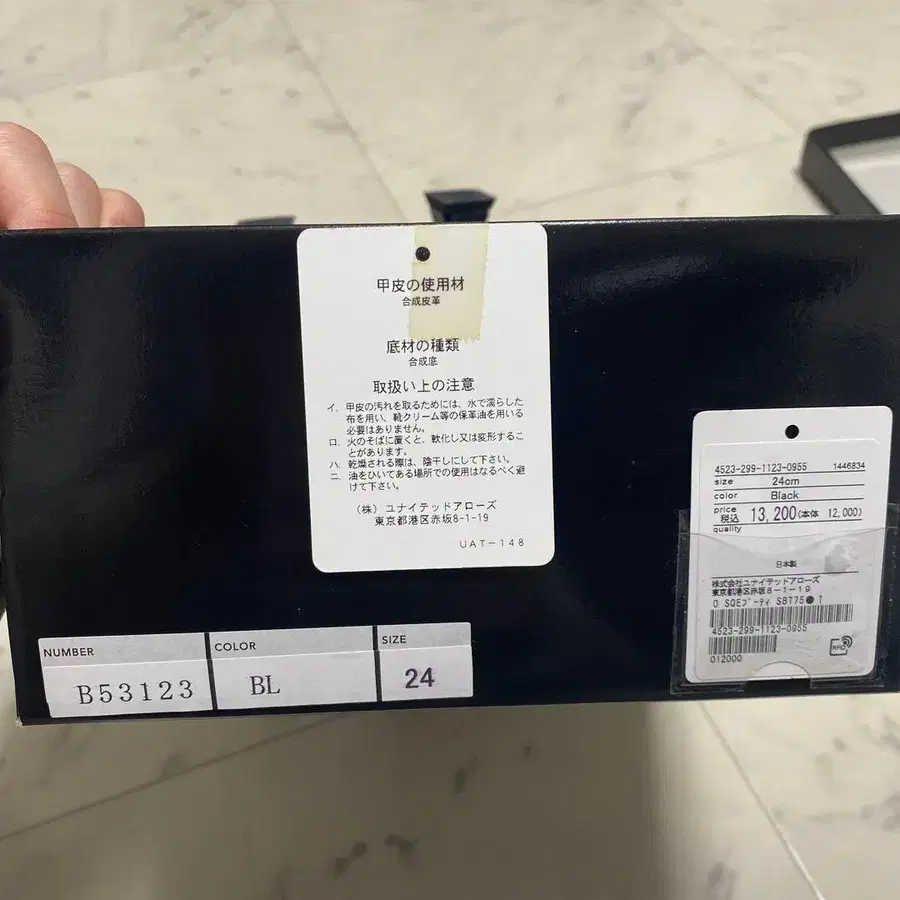 甲皮の使用材
合成皮革
底材の種類
合成底
取扱い上の注意
イ. 甲皮の汚れを取るためには、水で濡らした
布を用い、靴クリーム等の保革油を用いる
必要はありません。
ロ. 火のそばに置くと、軟化し又は変形するこ
とがあります。
ハ. 乾燥される際は、陰干しにして下さい。
ニ. 油をひいてある場所での使用はなるべく避
けて下さい。
(株) ユナイテッドアローズ
東京都港区赤坂8-1-19
UAT-148
4523-299-1123-0955 1446834
size 24cm
color Black
price 税込 13,200(本体 12,000)
quality
日本製
株式会社ユナイテッドアローズ
東京都港区赤坂8-1-19
O SQEブーティ SBT75
4523-299-1123-0955
012000
RFID
NUMBER B53123
COLOR BL
SIZE 24